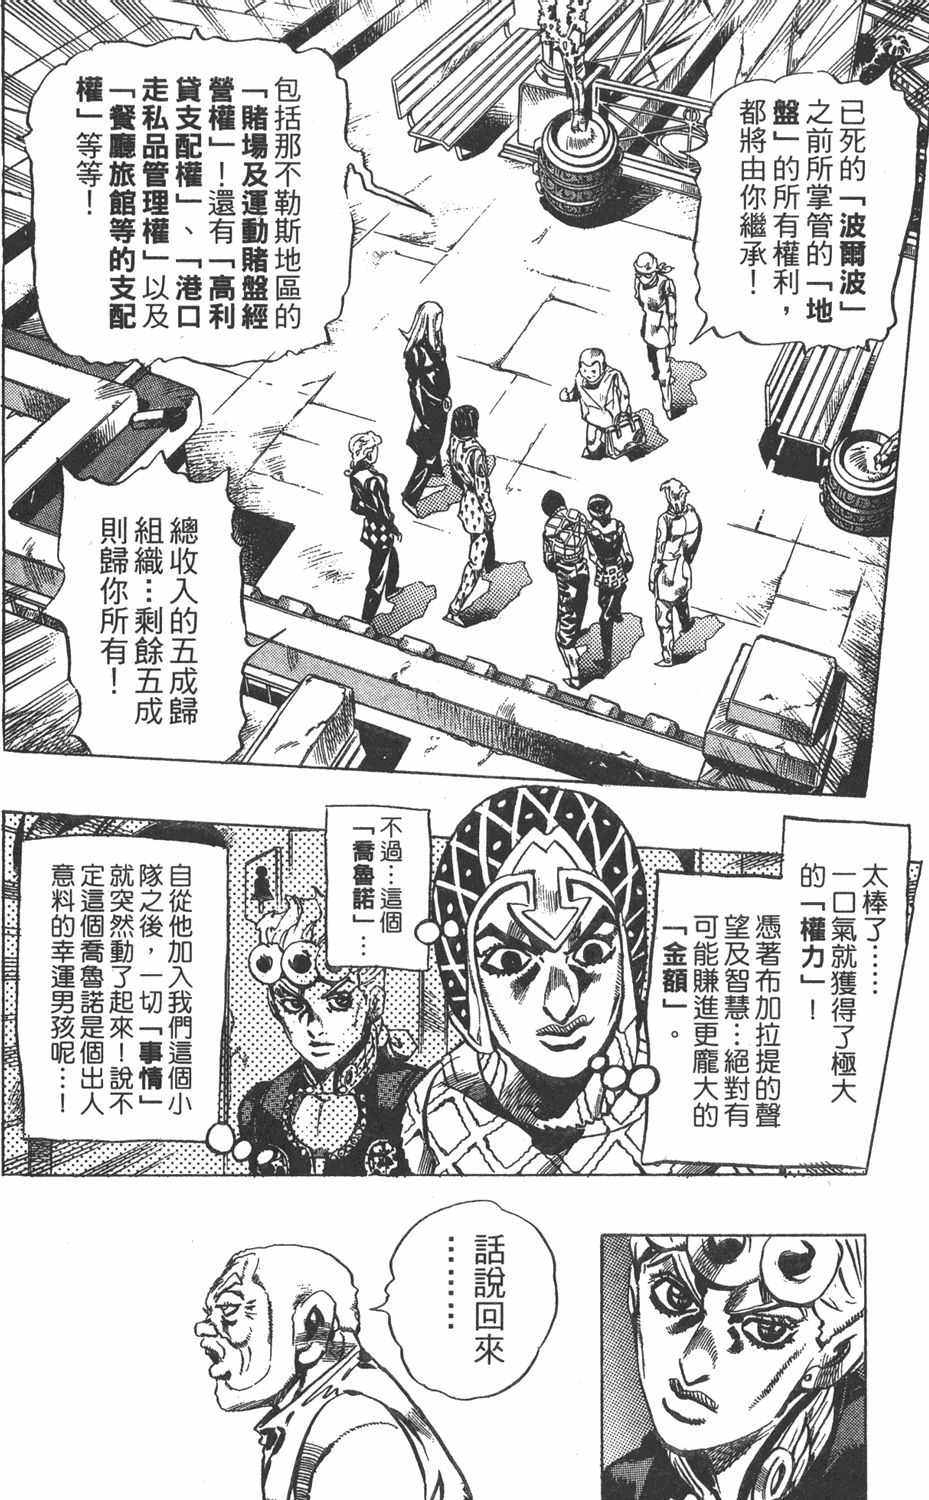 已死的「波爾波」
之前所掌管的「地
盤」的所有權利，
都將由你繼承！
包括那不勒斯地區的
「賭場及運動賭盤經
營權」！還有「高利
貸支配權」、「港口
走私品管理權」以及
「餐廳旅館等的支配
權」等等！
總收入的五成歸
組織…剩餘五成
則歸你所有！
太棒了……
一口氣就獲得了極大
的「權力」！
憑著布加拉提的聲
望及智慧…絕對有
可能賺進更龐大的
「金額」。
不過…這個
「喬魯諾」…
自從他加入我們這個小
隊之後，一切「事情」
就突然動了起來！說不
定這個喬魯諾是個出人
意料的幸運男孩呢…！
話說回來
………